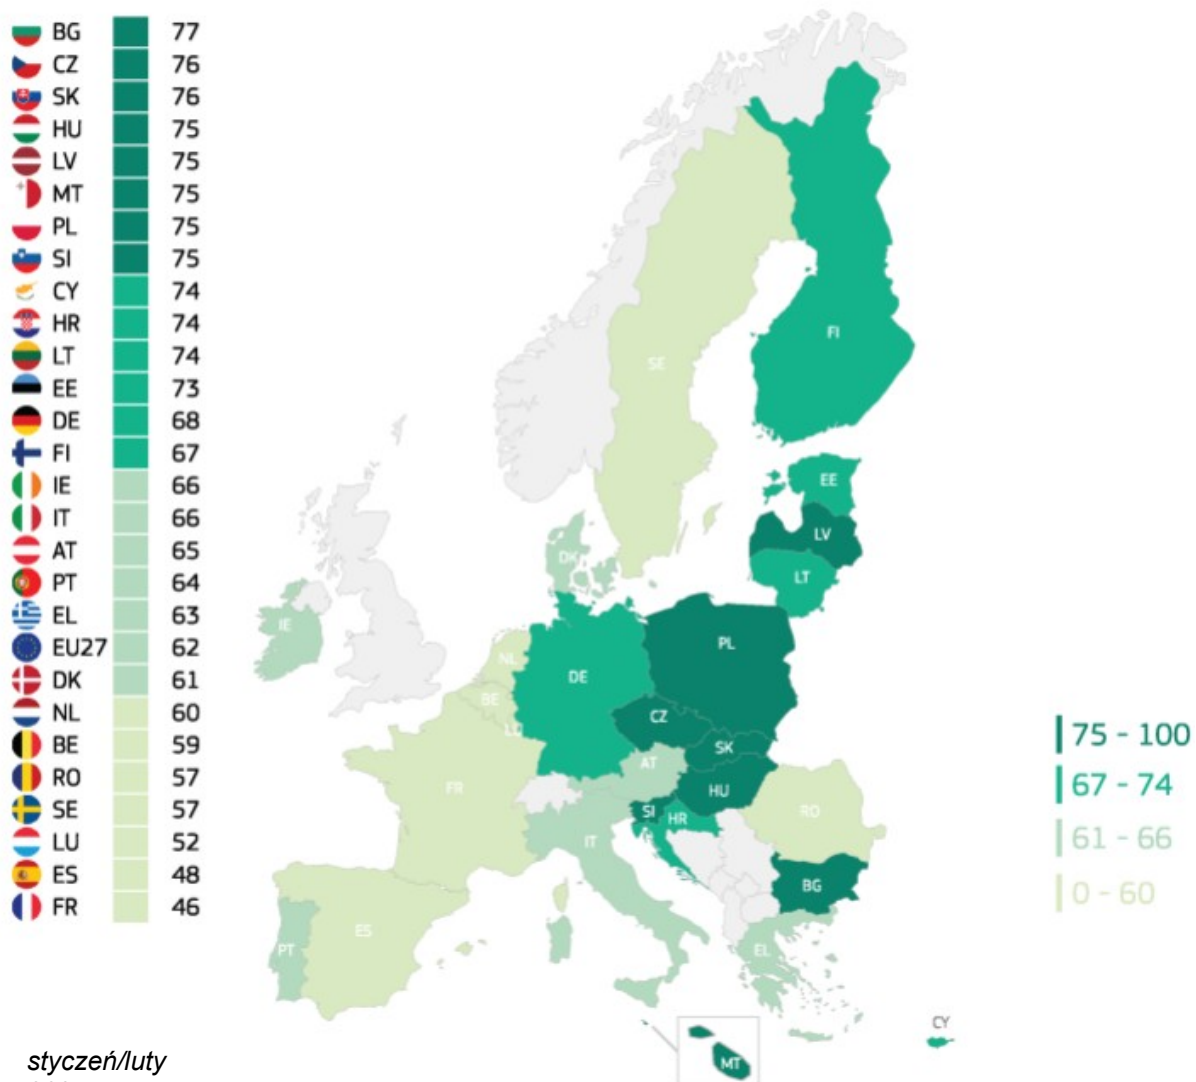 BG 77
CZ 76
SK 76
HU 75
LV 75
MT 75
PL 75
SI 75
CY 74
HR 74
LT 74
EE 73
DE 68
FI 67
IE 66
IT 66
AT 65
PT 64
EL 63
EU27 62
DK 61
NL 60
BE 59
RO 57
SE 57
LU 52
ES 48
FR 46
styczeń/luty
FI
SE
EE
LV
LT
DK
IE
PL
NL
DE
BE
CZ
LU
SK
AT
FR
HU
SI
HR
RO
IT
BG
ES
PT
EL
CY
MT
75 - 100
67 - 74
61 - 66
0 - 60